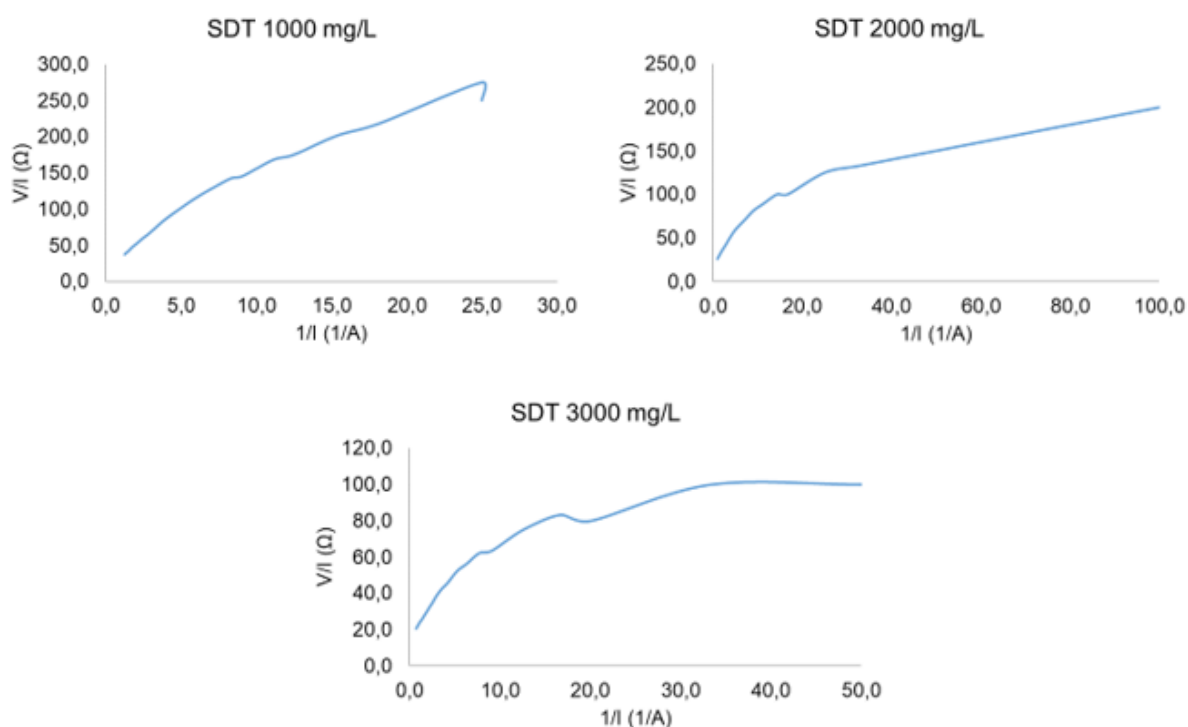 SDT 1000 mg/L
300,0
250,0
200,0
150,0
100,0
50,0
0,0
V/I (Ω)
0,0 5,0 10,0 15,0 20,0 25,0 30,0
1/I (1/A)
SDT 2000 mg/L
250,0
200,0
150,0
100,0
50,0
0,0
V/I (Ω)
0,0 20,0 40,0 60,0 80,0 100,0
1/I (1/A)
SDT 3000 mg/L
120,0
100,0
80,0
60,0
40,0
20,0
0,0
V/I (Ω)
0,0 10,0 20,0 30,0 40,0 50,0
1/I (1/A)